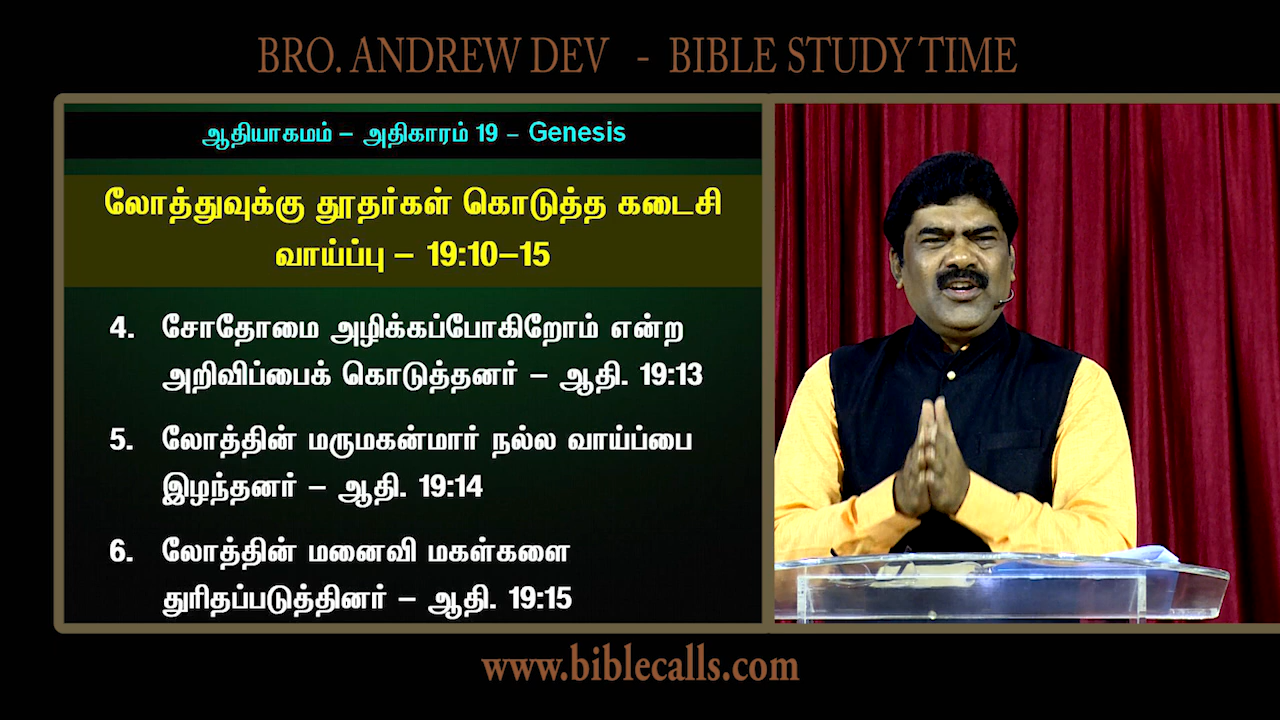 BRO. ANDREW DEV - BIBLE STUDY TIME
ஆதியாகமம் – அதிகாரம் 19 – Genesis
லோத்துவுக்கு தூதர்கள் கொடுத்த கடைசி
வாய்ப்பு – 19:10–15
4. சோதோமை அழிக்கப்போகிறோம் என்ற
அறிவிப்பைக் கொடுத்தனர் – ஆதி. 19:13
5. லோத்தின் மருமகன்மார் நல்ல வாய்ப்பை
இழந்தனர் – ஆதி. 19:14
6. லோத்தின் மனைவி மகள்களை
துரிதப்படுத்தினர் – ஆதி. 19:15
www.biblecalls.com